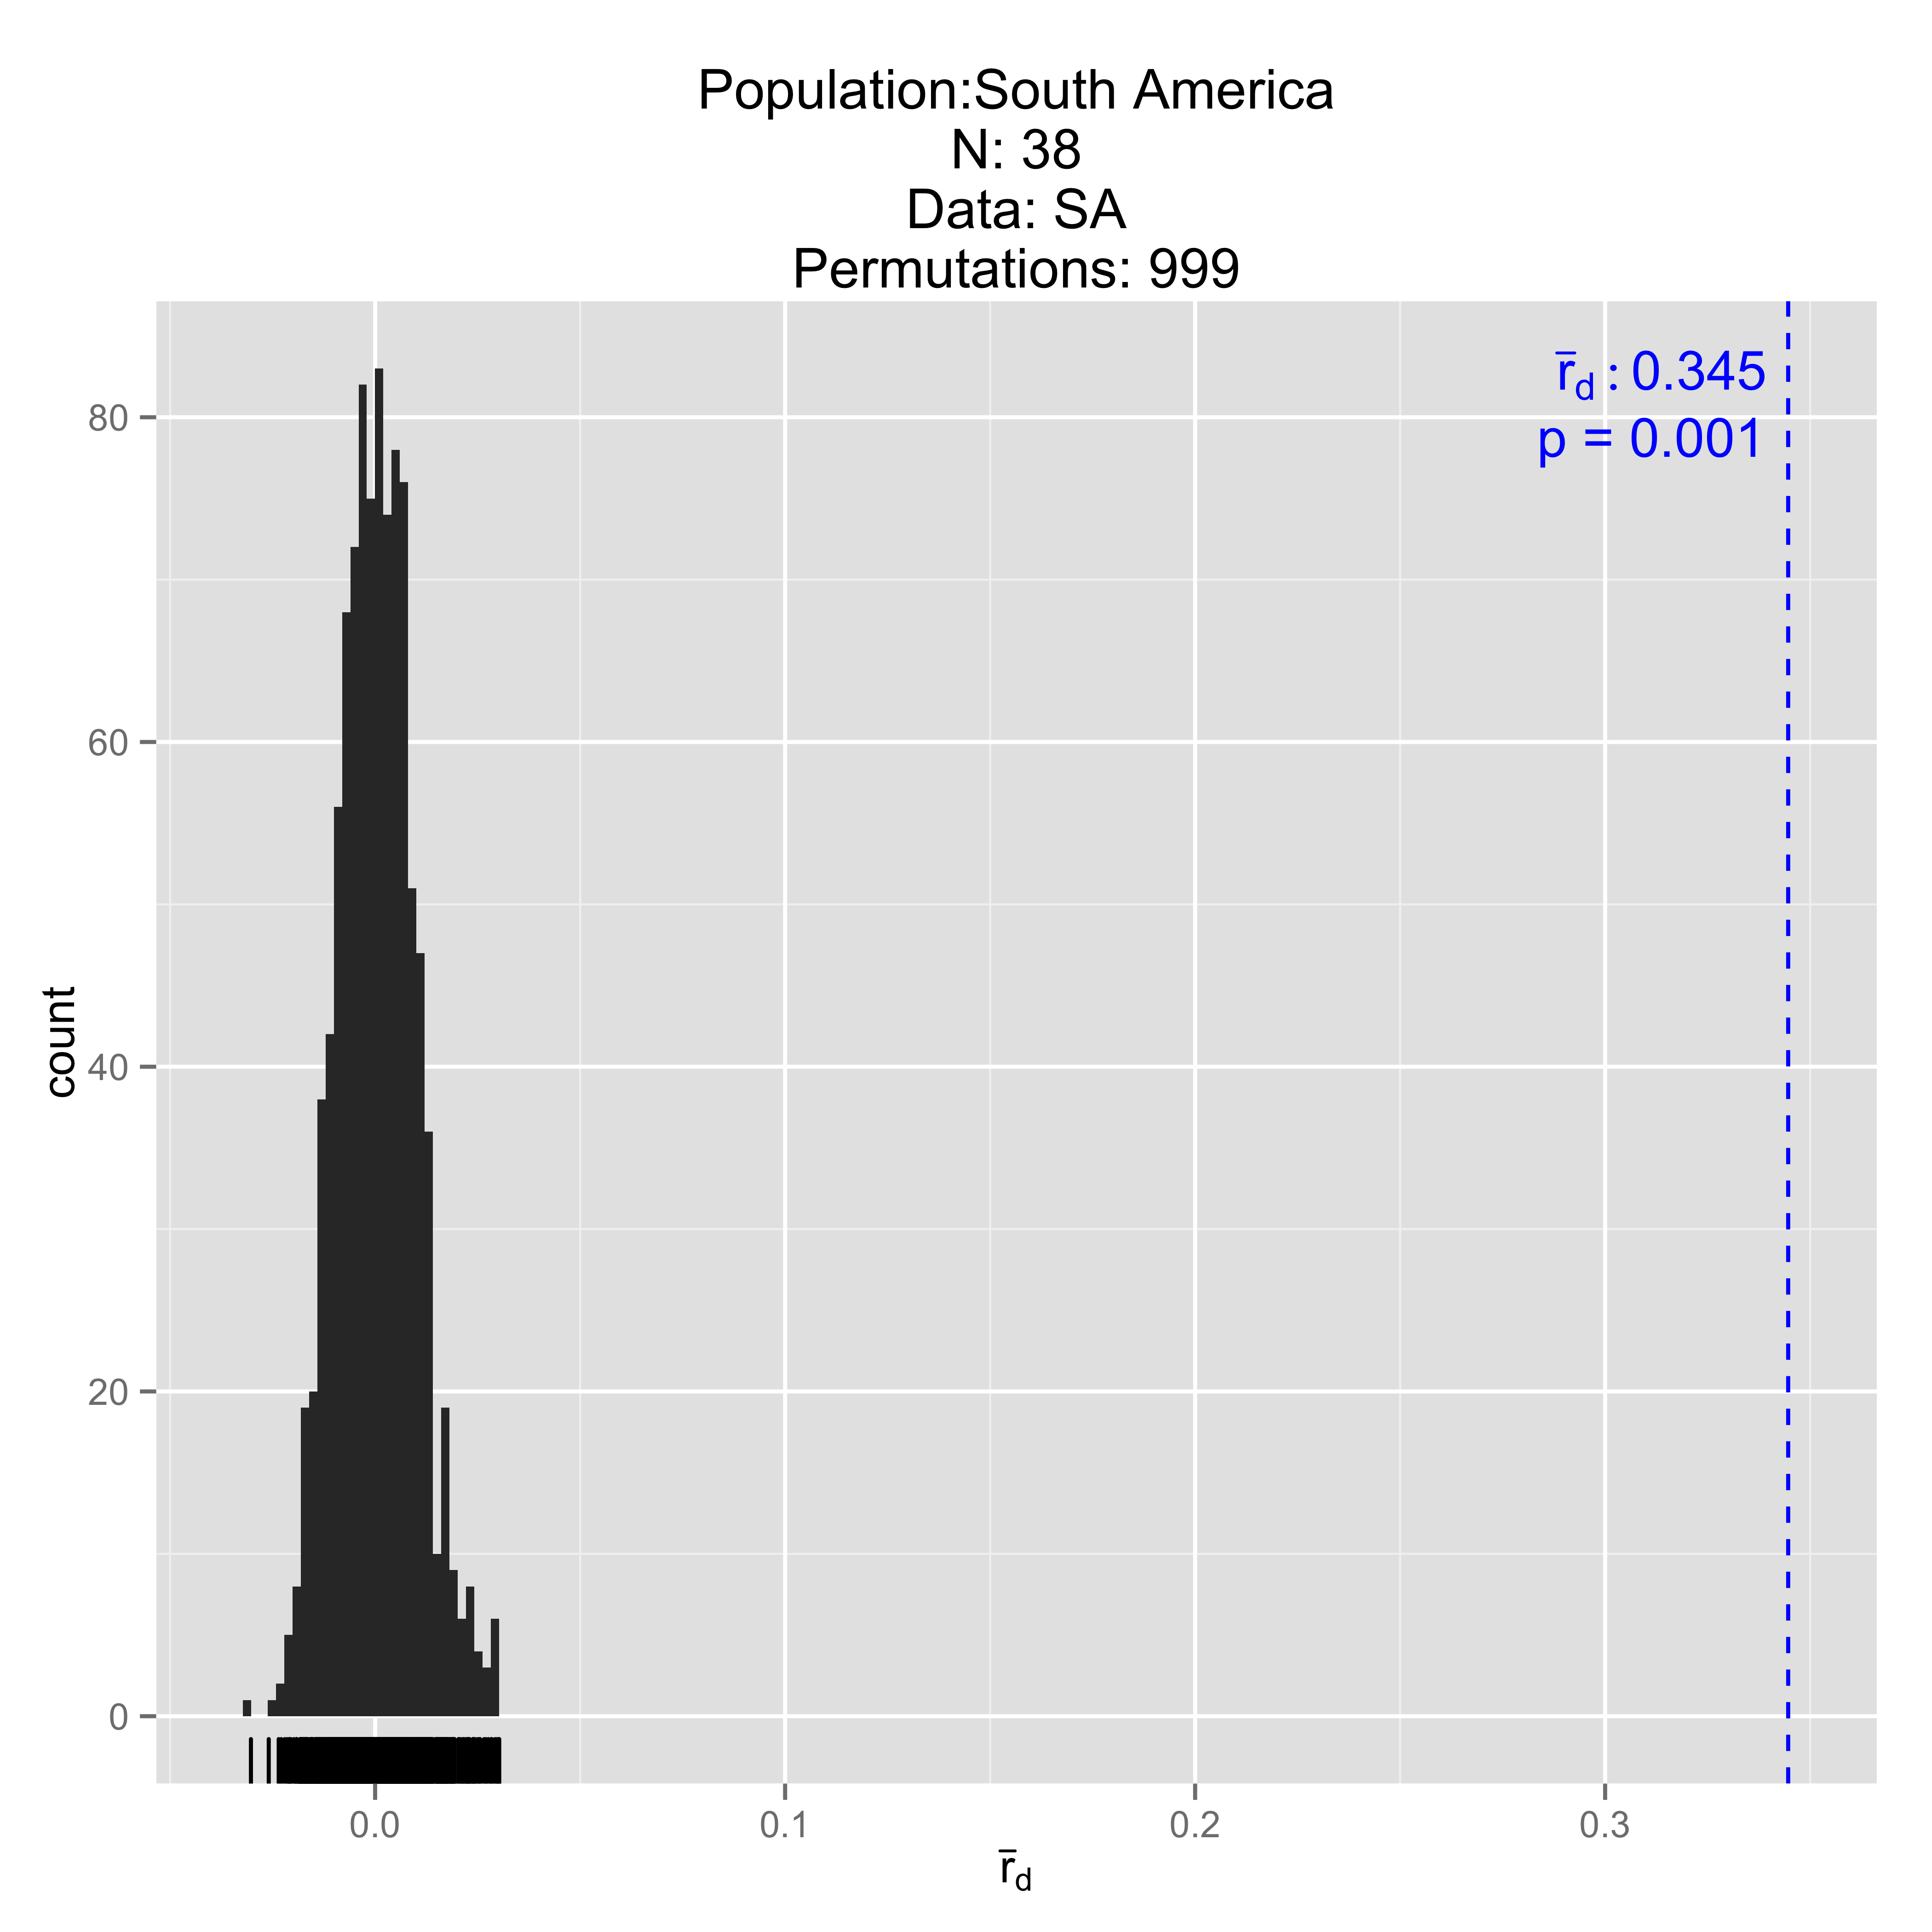 Population:South America
N: 38
Data: SA
Permutations: 999
r̄d : 0.345
p = 0.001
80
60
40
20
0
count
0.0 0.1 0.2 0.3
r̄d